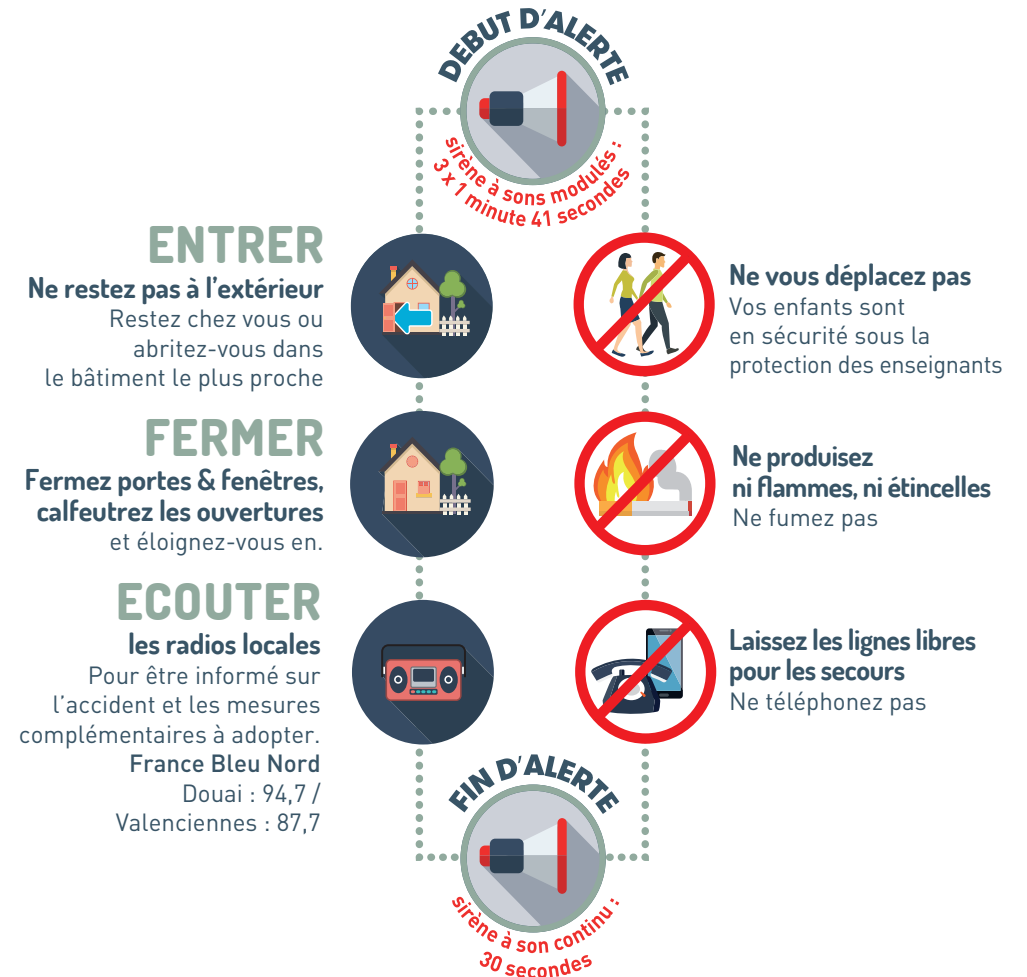 DEBUT D'ALERTE
sirène à sons modulés :
3 x 1 minute 41 secondes
ENTRER
Ne restez pas à l'extérieur
Restez chez vous ou
abritez-vous dans
le bâtiment le plus proche
Ne vous déplacez pas
Vos enfants sont
en sécurité sous la
protection des enseignants
FERMER
Fermez portes & fenêtres,
calfeutrez les ouvertures
et éloignez-vous en.
Ne produisez
ni flammes, ni étincelles
Ne fumez pas
ECOUTER
les radios locales
Pour être informé sur
l'accident et les mesures
complémentaires à adopter.
France Bleu Nord
Douai : 94,7 /
Valenciennes : 87,7
Laissez les lignes libres
pour les secours
Ne téléphonez pas
FIN D'ALERTE
sirène à son continu :
30 secondes